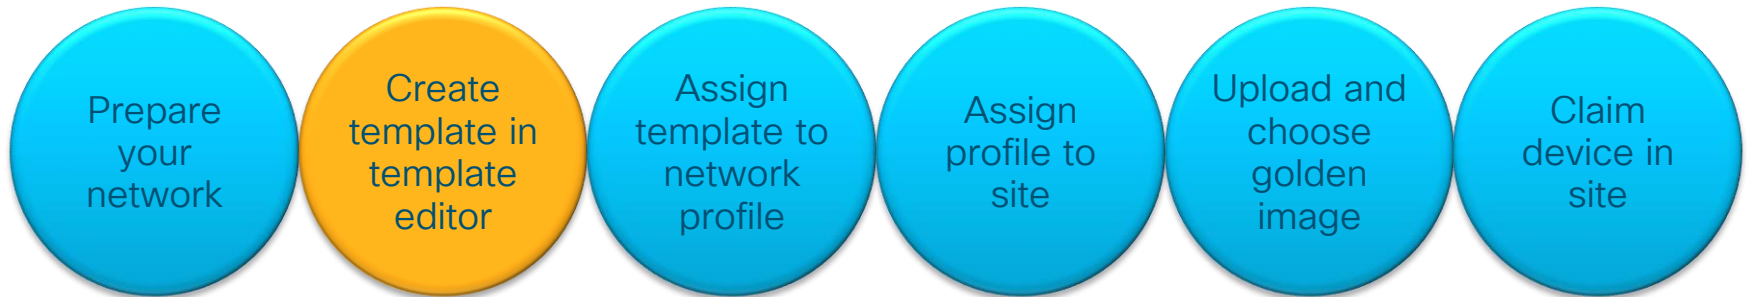 Prepare
your
network
Create
template in
template
editor
Assign
template to
network
profile
Assign
profile to
site
Upload and
choose
golden
image
Claim
device in
site